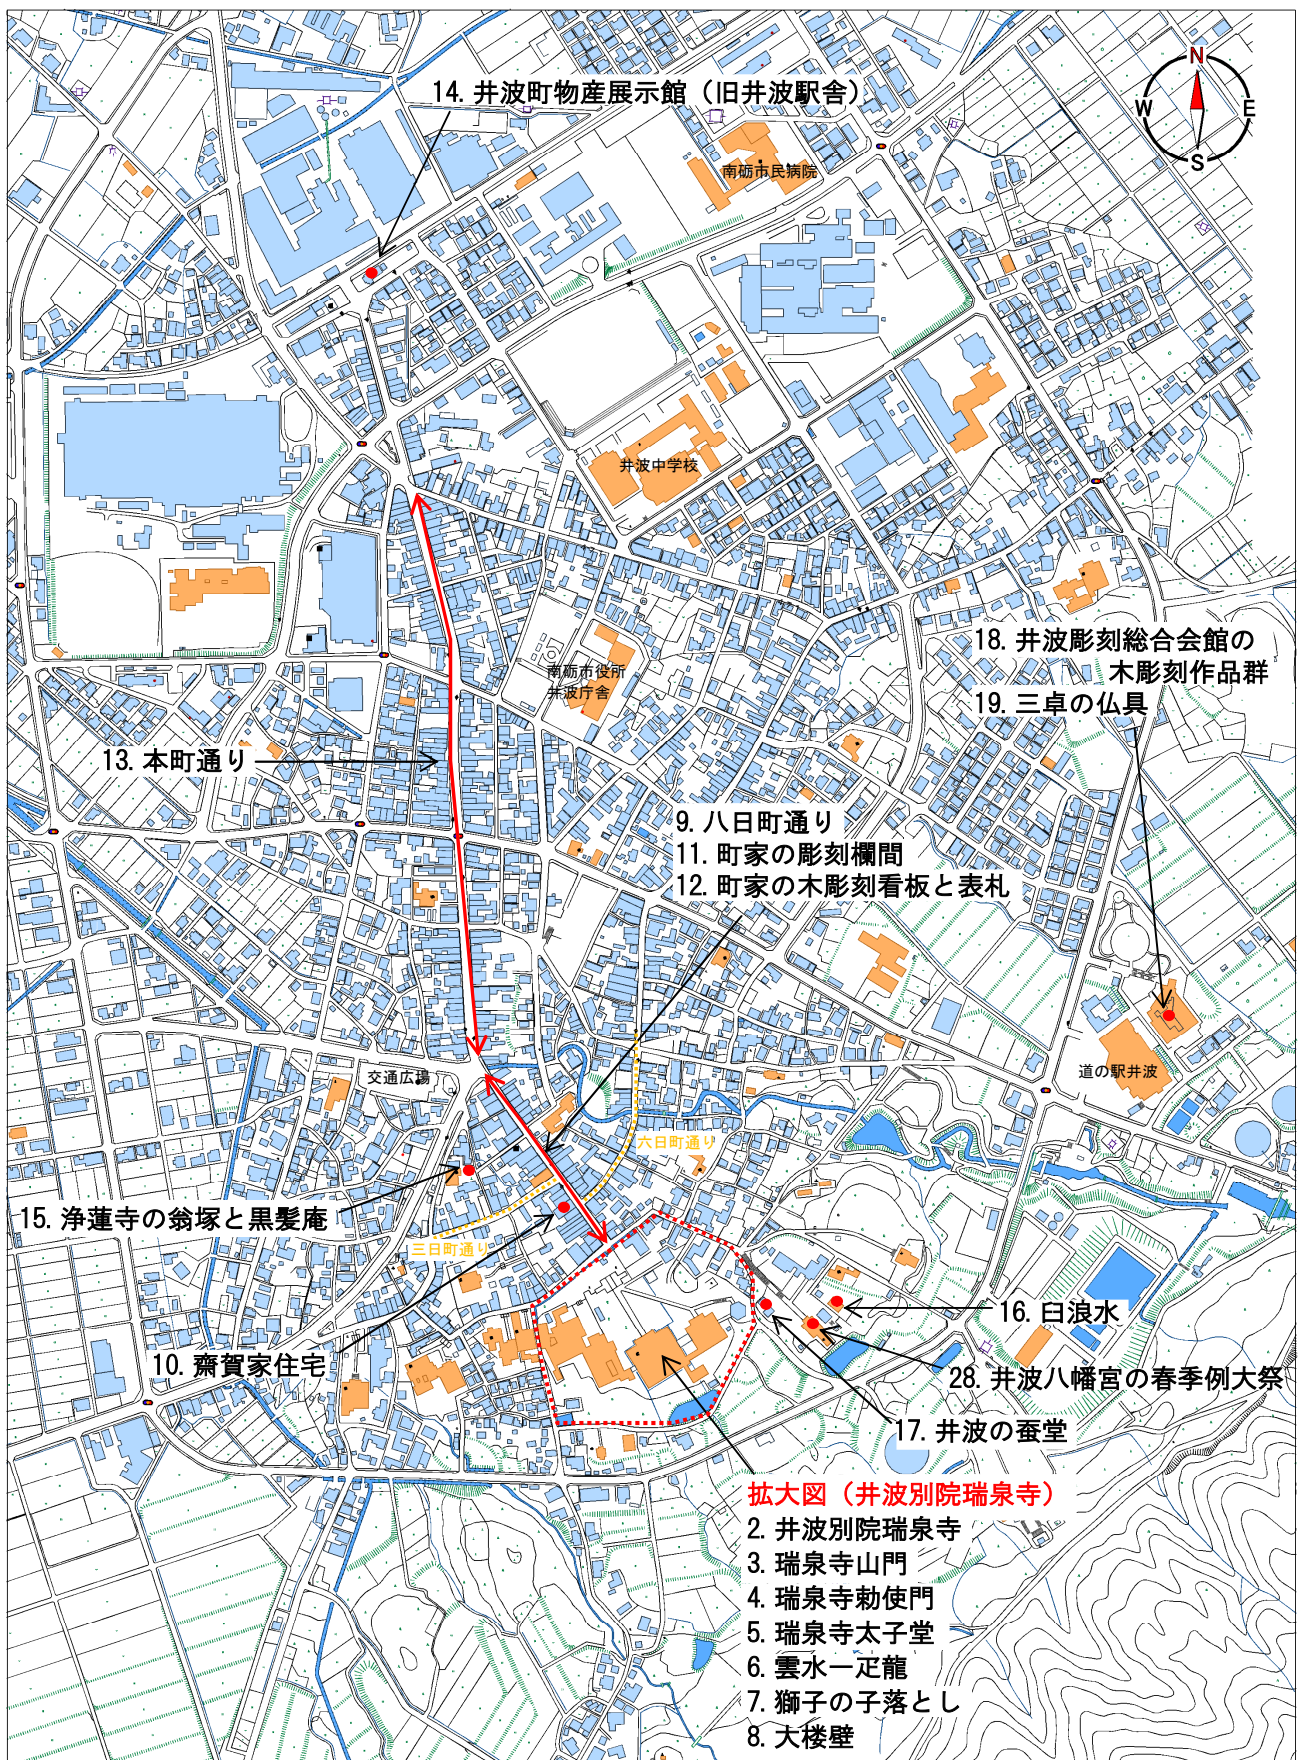 14. 井波町物産展示館（旧井波駅舎）
N
W
E
S
南砺市民病院
井波中学校
南砺市役所
井波庁舎
18. 井波彫刻総合会館の
木彫刻作品群
19. 三卓の仏具
13. 本町通り
9. 八日町通り
11. 町家の彫刻欄間
12. 町家の木彫刻看板と表札
交通広場
道の駅井波
六日町通り
15. 浄蓮寺の翁塚と黒髪庵
三日町通り
16. 臼浪水
10. 齋賀家住宅
28. 井波八幡宮の春季例大祭
17. 井波の蚕堂
拡大図（井波別院瑞泉寺）
2. 井波別院瑞泉寺
3. 瑞泉寺山門
4. 瑞泉寺勅使門
5. 瑞泉寺太子堂
6. 雲水一疋龍
7. 獅子の子落とし
8. 大楼壁